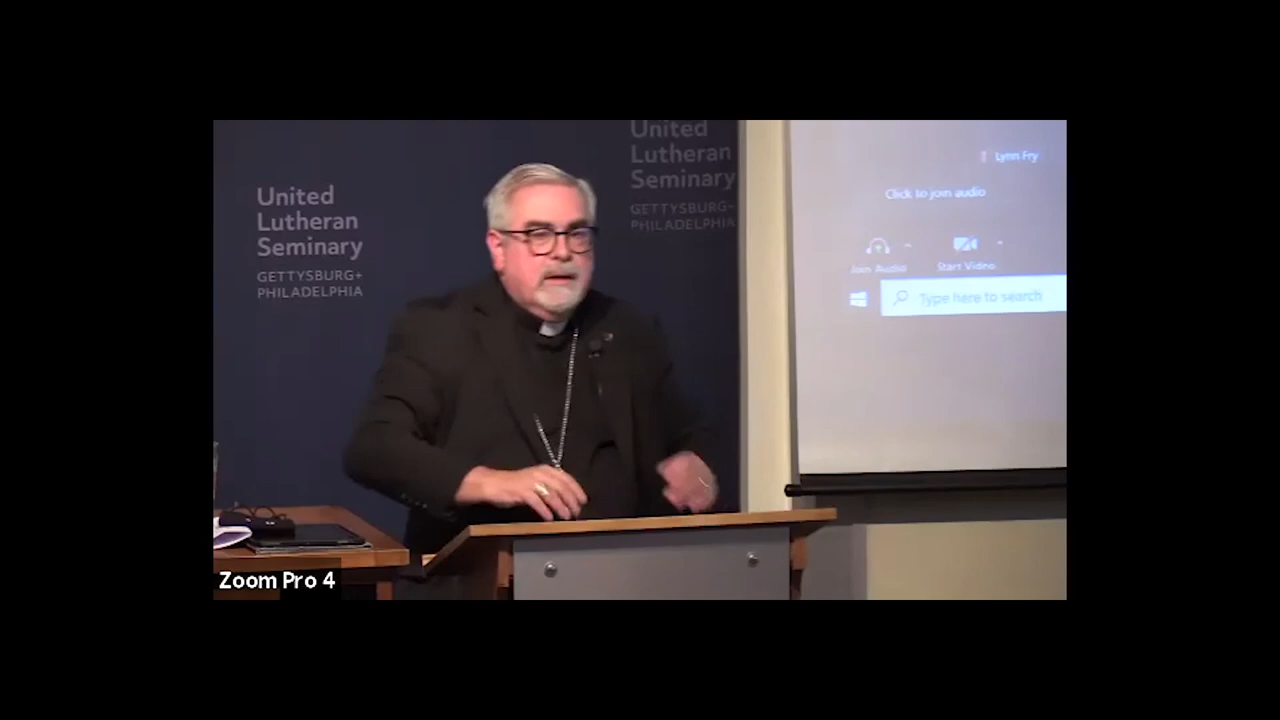 United
Lutheran
Seminary
GETTYSBURG+
PHILADELPHIA
United
Lutheran
Seminary
GETTYSBURG+
PHILADELPHIA
Lynn Fry
Click to join audio
Join Audio
Start Video
Type here to search
Zoom Pro 4